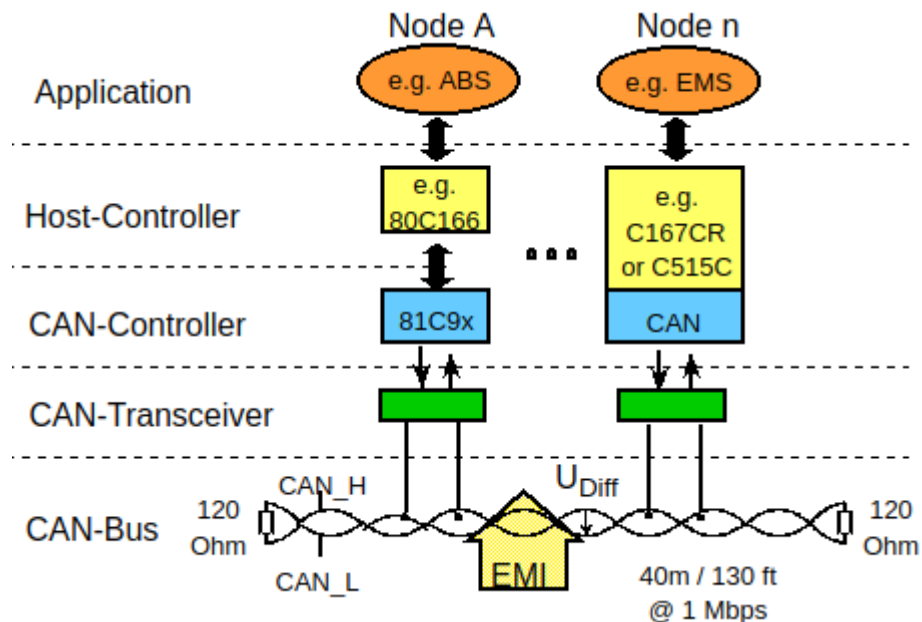 Node A
Node n
Application
e.g. ABS
e.g. EMS
Host-Controller
e.g.
80C166
e.g.
C167CR
or C515C
CAN-Controller
81C9x
CAN
CAN-Transceiver
CAN-Bus
120
Ohm
CAN_H
CAN_L
EMI
UDiff
40m / 130 ft
@ 1 Mbps
120
Ohm